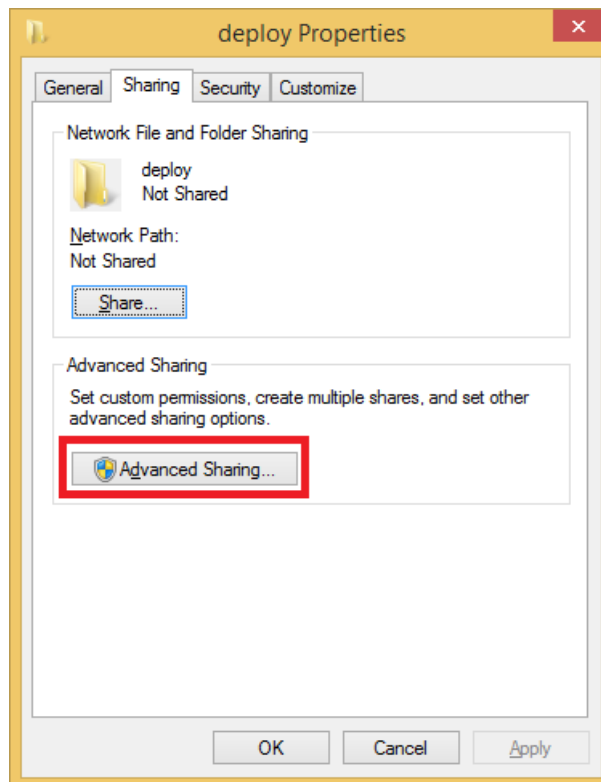 deploy Properties
General Sharing Security Customize
Network File and Folder Sharing
deploy
Not Shared
Network Path:
Not Shared
Share...
Advanced Sharing
Set custom permissions, create multiple shares, and set other
advanced sharing options.
Advanced Sharing...
OK Cancel Apply